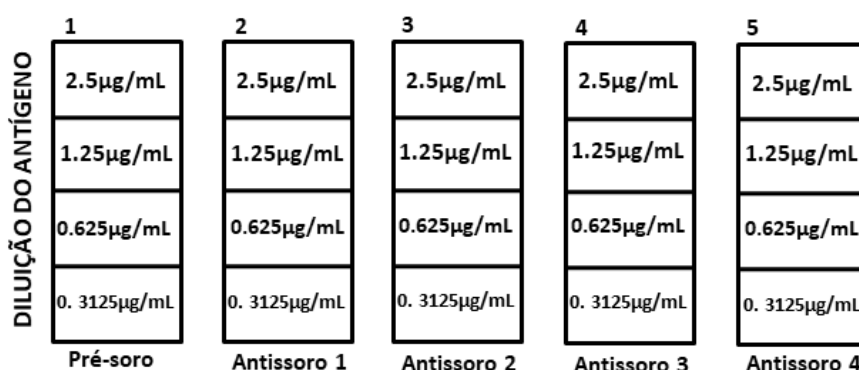 DILUIÇÃO DO ANTÍGENO
1 2 3 4 5
2.5µg/mL 2.5µg/mL 2.5µg/mL 2.5µg/mL 2.5µg/mL
1.25µg/mL 1.25µg/mL 1.25µg/mL 1.25µg/mL 1.25µg/mL
0.625µg/mL 0.625µg/mL 0.625µg/mL 0.625µg/mL 0.625µg/mL
0. 3125µg/mL 0. 3125µg/mL 0. 3125µg/mL 0. 3125µg/mL 0. 3125µg/mL
Pré-soro Antissoro 1 Antissoro 2 Antissoro 3 Antissoro 4